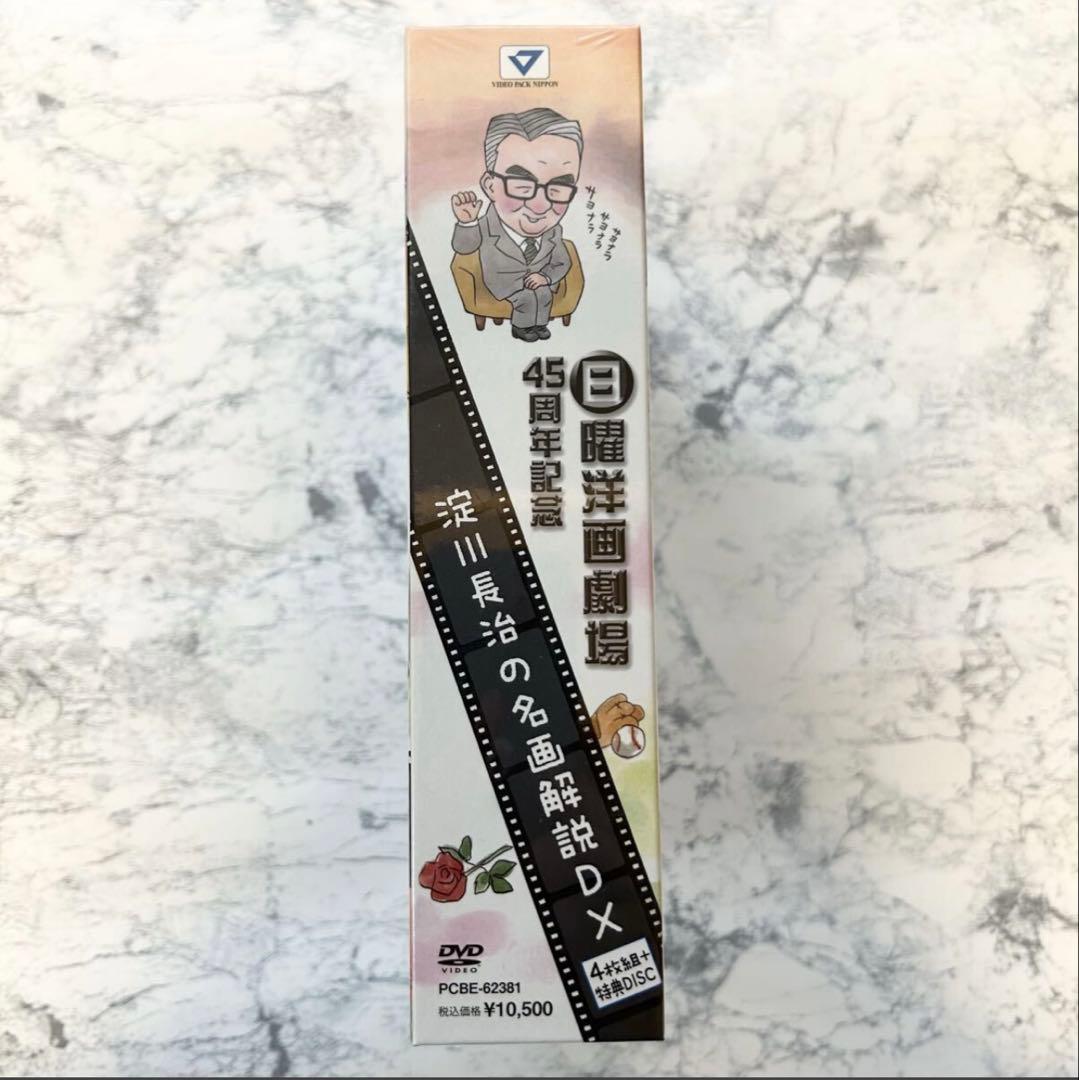 VIDEO PACK NIPPON
サヨナラ
サヨナラ
サヨナラ
日曜洋画劇場
45周年記念
淀川長治の名画解説DX
4枚組+
特典DISC
DVD
VIDEO
PCBE-62381
税込価格 ¥10,500